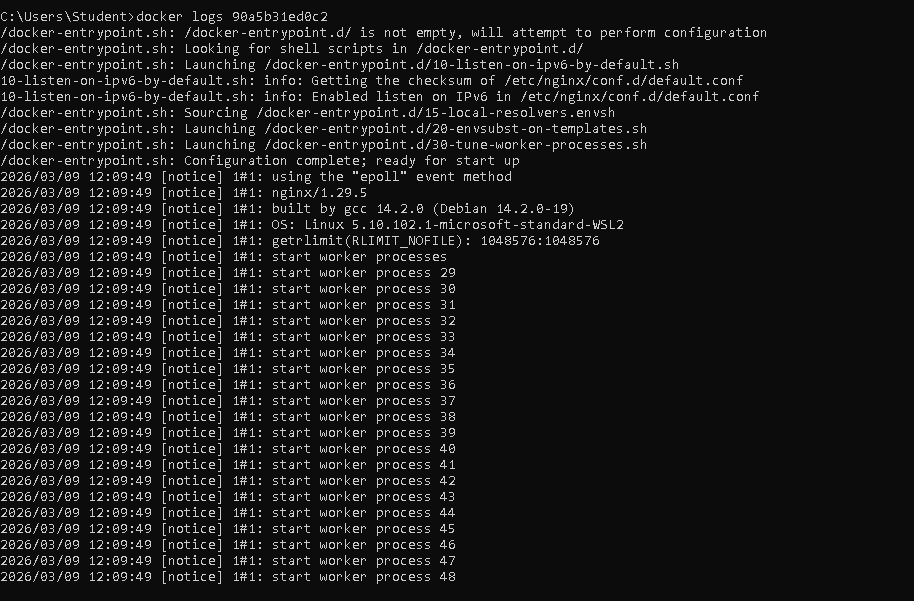 C:\Users\Student>docker logs 90a5b31ed0c2
/docker-entrypoint.sh: /docker-entrypoint.d/ is not empty, will attempt to perform configuration
/docker-entrypoint.sh: Looking for shell scripts in /docker-entrypoint.d/
/docker-entrypoint.sh: Launching /docker-entrypoint.d/10-listen-on-ipv6-by-default.sh
10-listen-on-ipv6-by-default.sh: info: Getting the checksum of /etc/nginx/conf.d/default.conf
10-listen-on-ipv6-by-default.sh: info: Enabled listen on IPv6 in /etc/nginx/conf.d/default.conf
/docker-entrypoint.sh: Sourcing /docker-entrypoint.d/15-local-resolvers.envsh
/docker-entrypoint.sh: Launching /docker-entrypoint.d/20-envsubst-on-templates.sh
/docker-entrypoint.sh: Launching /docker-entrypoint.d/30-tune-worker-processes.sh
/docker-entrypoint.sh: Configuration complete; ready for start up
2026/03/09 12:09:49 [notice] 1#1: using the "epoll" event method
2026/03/09 12:09:49 [notice] 1#1: nginx/1.29.5
2026/03/09 12:09:49 [notice] 1#1: built by gcc 14.2.0 (Debian 14.2.0-19)
2026/03/09 12:09:49 [notice] 1#1: OS: Linux 5.10.102.1-microsoft-standard-WSL2
2026/03/09 12:09:49 [notice] 1#1: getrlimit(RLIMIT_NOFILE): 1048576:1048576
2026/03/09 12:09:49 [notice] 1#1: start worker processes
2026/03/09 12:09:49 [notice] 1#1: start worker process 29
2026/03/09 12:09:49 [notice] 1#1: start worker process 30
2026/03/09 12:09:49 [notice] 1#1: start worker process 31
2026/03/09 12:09:49 [notice] 1#1: start worker process 32
2026/03/09 12:09:49 [notice] 1#1: start worker process 33
2026/03/09 12:09:49 [notice] 1#1: start worker process 34
2026/03/09 12:09:49 [notice] 1#1: start worker process 35
2026/03/09 12:09:49 [notice] 1#1: start worker process 36
2026/03/09 12:09:49 [notice] 1#1: start worker process 37
2026/03/09 12:09:49 [notice] 1#1: start worker process 38
2026/03/09 12:09:49 [notice] 1#1: start worker process 39
2026/03/09 12:09:49 [notice] 1#1: start worker process 40
2026/03/09 12:09:49 [notice] 1#1: start worker process 41
2026/03/09 12:09:49 [notice] 1#1: start worker process 42
2026/03/09 12:09:49 [notice] 1#1: start worker process 43
2026/03/09 12:09:49 [notice] 1#1: start worker process 44
2026/03/09 12:09:49 [notice] 1#1: start worker process 45
2026/03/09 12:09:49 [notice] 1#1: start worker process 46
2026/03/09 12:09:49 [notice] 1#1: start worker process 47
2026/03/09 12:09:49 [notice] 1#1: start worker process 48